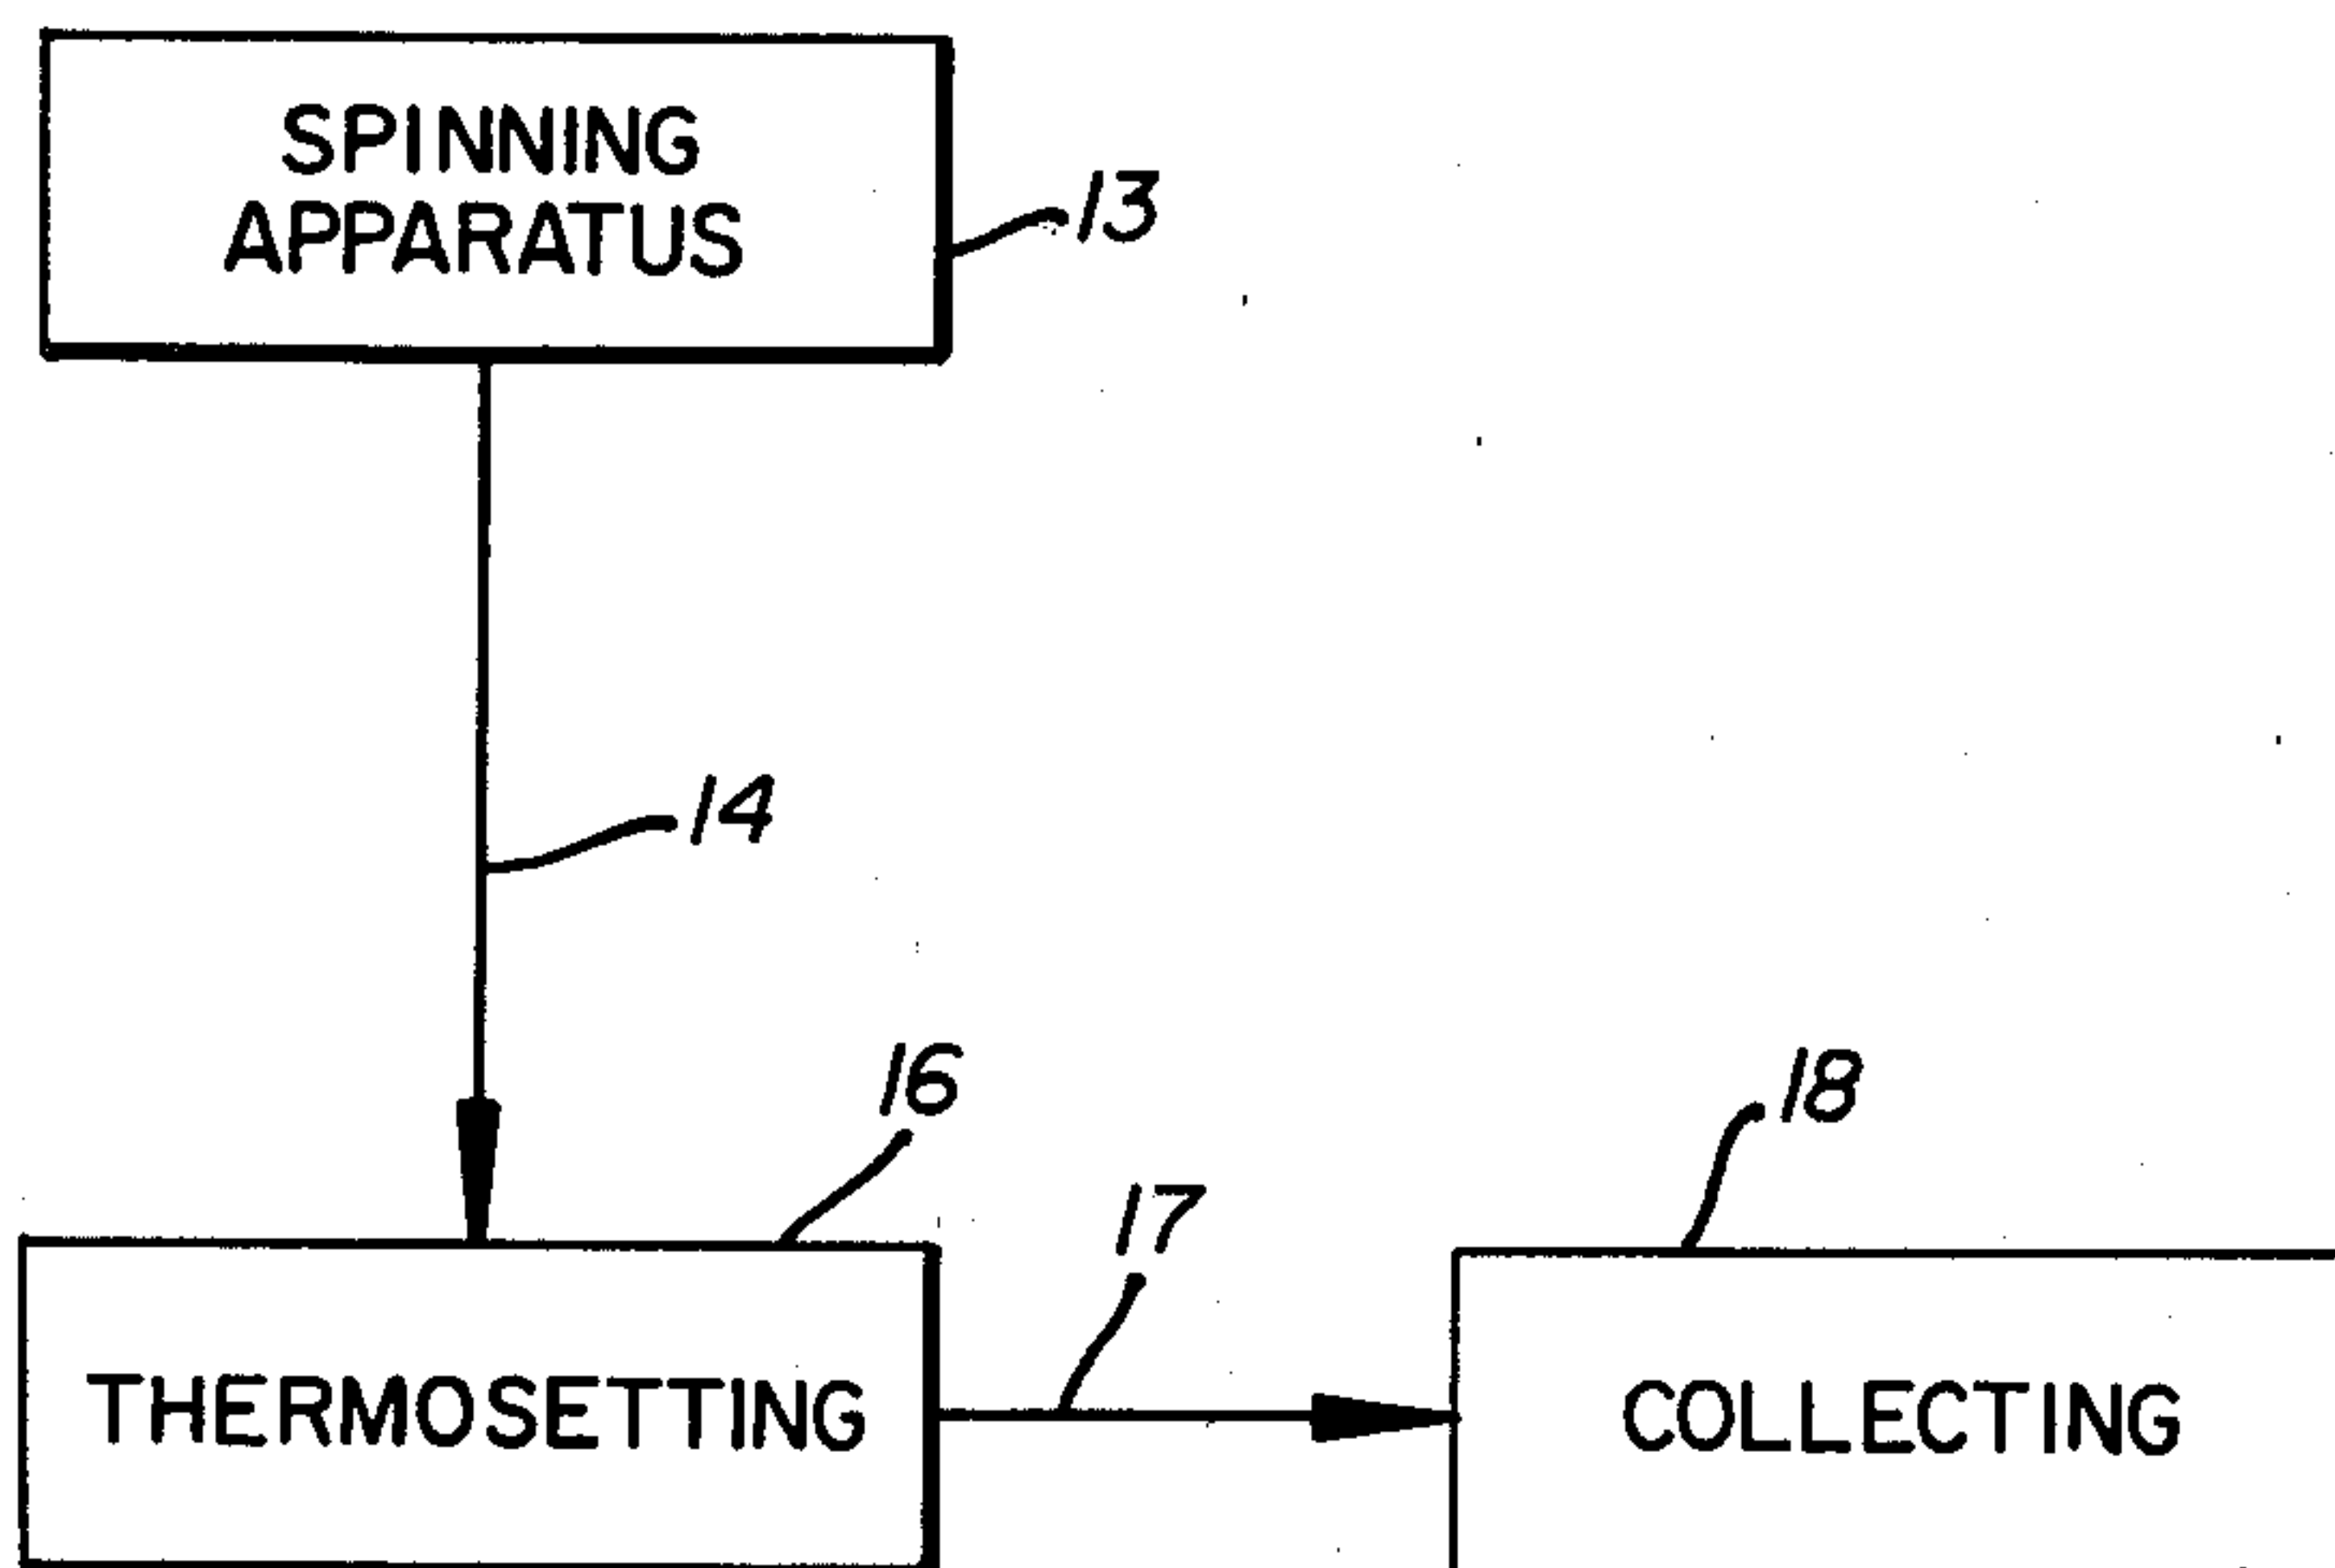 SPINNING
APPARATUS
13
14
16
18
17
THERMOSETTING
COLLECTING